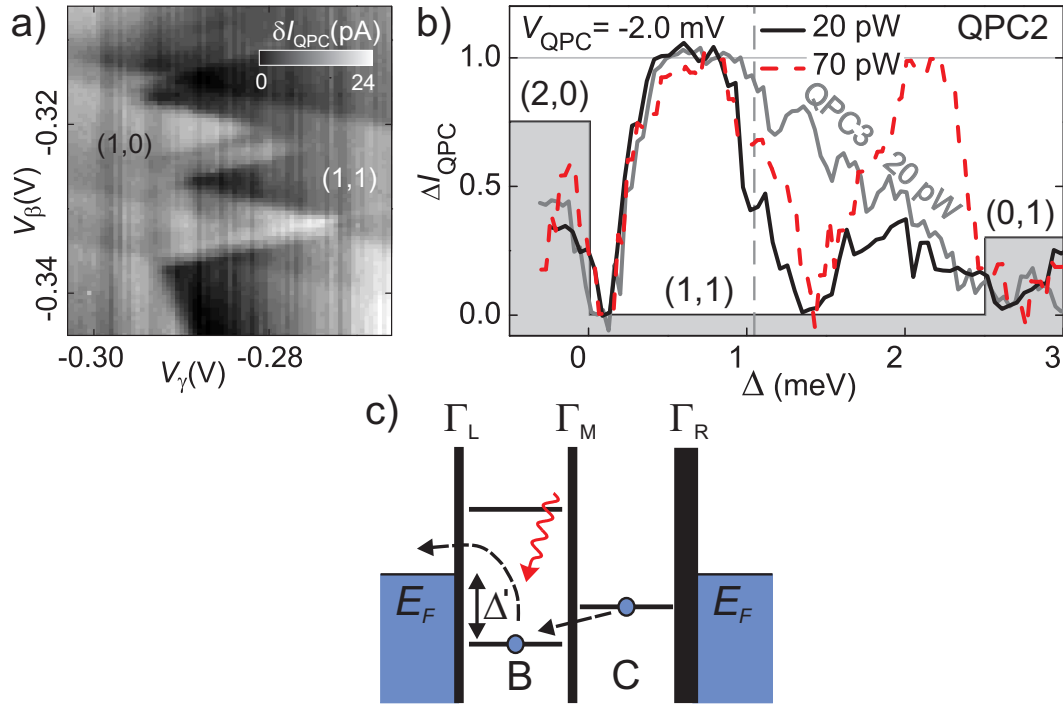 a)
δI_QPC(pA)
0 24
(1,0)
(1,1)
-0.32
-0.34
V_β(V)
-0.30 -0.28
V_γ(V)
b)
V_QPC = -2.0 mV
20 pW
70 pW
QPC2
(2,0)
QPC3 20 pW
(1,1)
(0,1)
1.0
0.5
0.0
ΔI_QPC
0 1 2 3
Δ (meV)
c)
Γ_L Γ_M Γ_R
E_F
Δ'
B
C
E_F